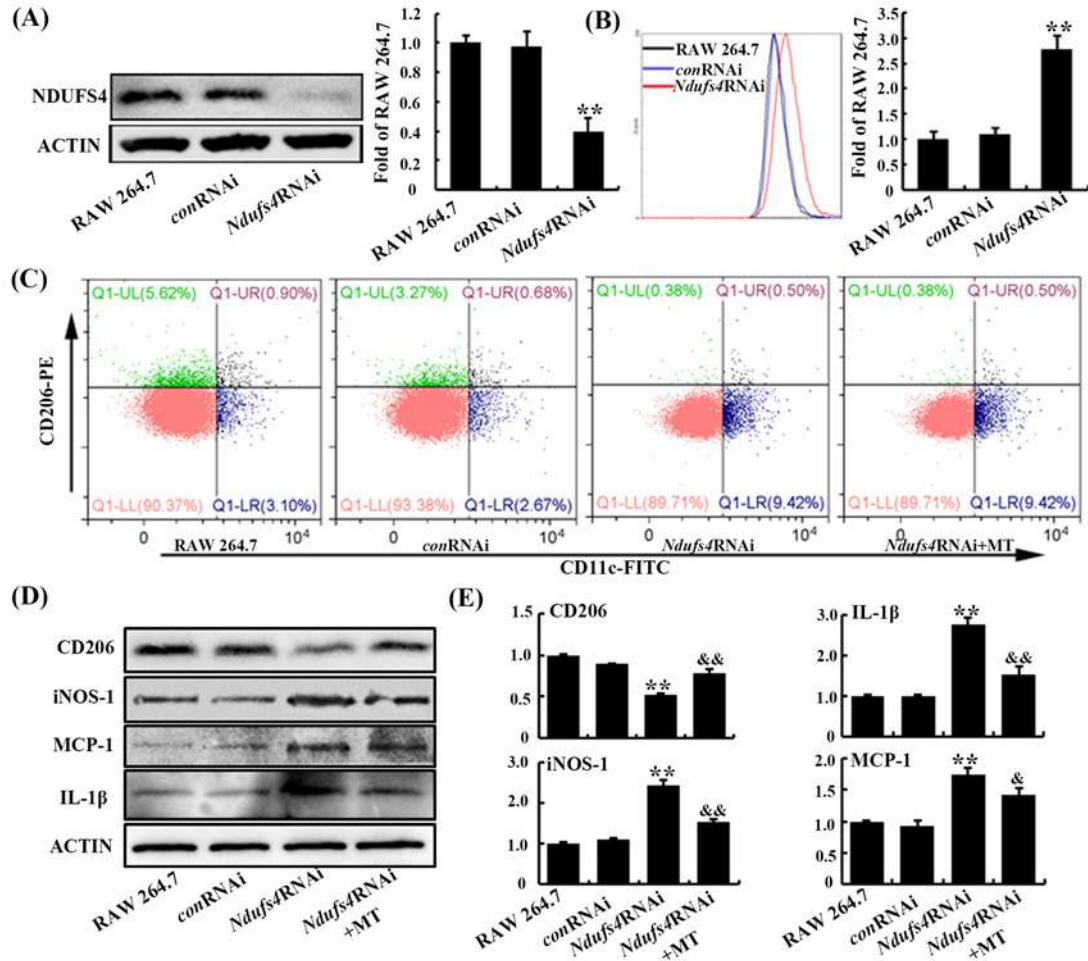 (A)
NDUFS4
ACTIN
RAW 264.7
conRNAi
Ndufs4RNAi
Fold of RAW 264.7
1.2
1.0
0.8
0.6
0.4
0.2
0
**
RAW 264.7
conRNAi
Ndufs4RNAi
(B)
RAW 264.7
conRNAi
Ndufs4RNAi
Fold of RAW 264.7
3.5
3.0
2.5
2.0
1.5
1.0
0.5
0
**
RAW 264.7
conRNAi
Ndufs4RNAi
(C)
CD206-PE
Q1-UL(5.62%) Q1-UR(0.90%)
Q1-LL(90.37%) Q1-LR(3.10%)
0 10^4
RAW 264.7
Q1-UL(3.27%) Q1-UR(0.68%)
Q1-LL(93.38%) Q1-LR(2.67%)
0 10^4
conRNAi
Q1-UL(0.38%) Q1-UR(0.50%)
Q1-LL(89.71%) Q1-LR(9.42%)
0 10^4
Ndufs4RNAi
Q1-UL(0.38%) Q1-UR(0.50%)
Q1-LL(89.71%) Q1-LR(9.42%)
0 10^4
Ndufs4RNAi+MT
CD11c-FITC
(D)
CD206
iNOS-1
MCP-1
IL-1β
ACTIN
RAW 264.7
conRNAi
Ndufs4RNAi
Ndufs4RNAi
+MT
(E)
CD206
1.5
1.0
0.5
0
**
&&
IL-1β
3.0
2.0
1.0
0
**
&&
iNOS-1
3.0
2.0
1.0
0
**
&&
RAW 264.7
conRNAi
Ndufs4RNAi
Ndufs4RNAi
+MT
MCP-1
2.0
1.5
1.0
0.5
0
**
&
RAW 264.7
conRNAi
Ndufs4RNAi
Ndufs4RNAi
+MT